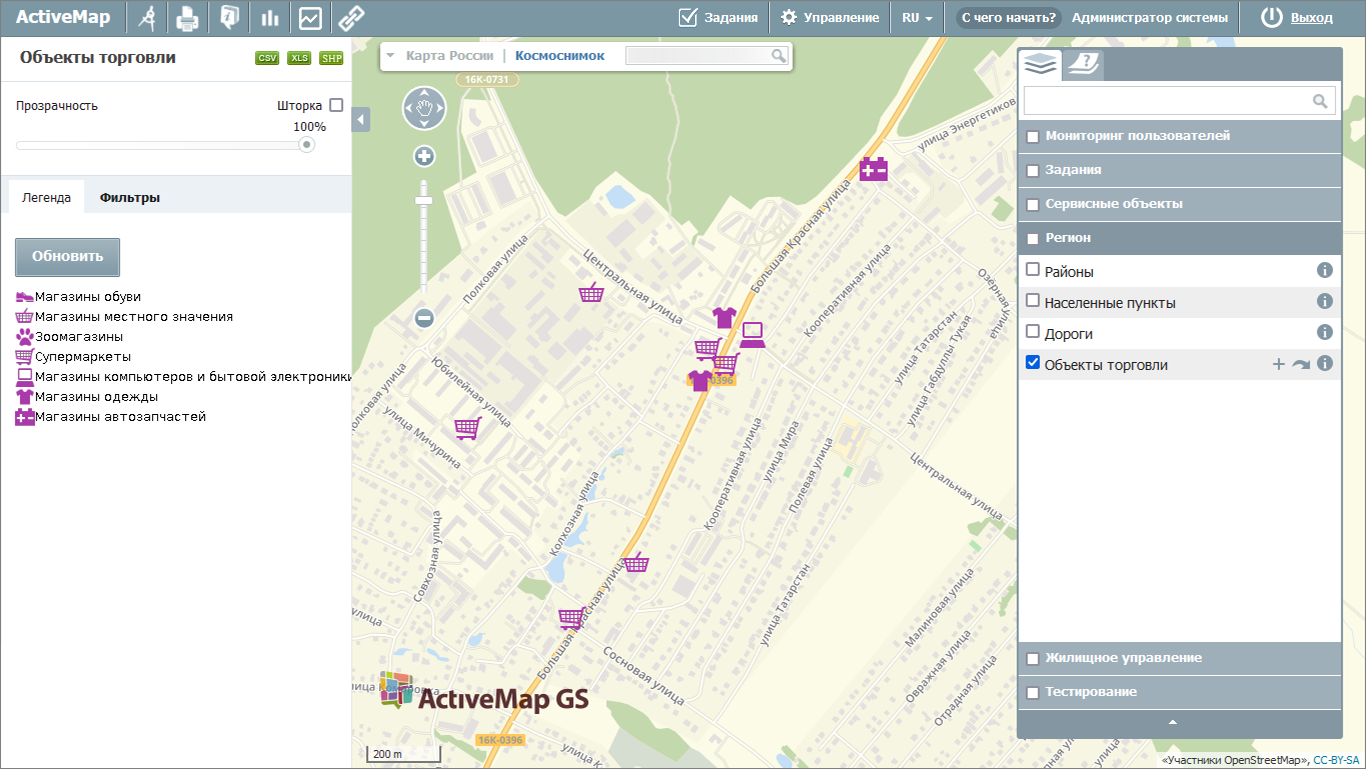 ActiveMap
Задания
Управление
RU
С чего начать?
Администратор системы
Выход
Объекты торговли
CSV
XLS
SHP
Прозрачность
Шторка
100%
Легенда
Фильтры
Обновить
Магазины обуви
Магазины местного значения
Зоомагазины
Супермаркеты
Магазины компьютеров и бытовой электроники
Магазины одежды
Магазины автозапчастей
Карта России | Космоснимок
16К-0731
улица Энергетиков
Большая Красная улица
Полковая улица
Центральная улица
Кооперативная улица
Озёрная улица
улица Татарстан
улица Габдуллы Тукая
Юбилейная улица
Полковая улица
улица Мичурина
Кооперативная улица
улица Мира
Полевая улица
Центральная улица
Колхозная улица
Совхозная улица
улица Татарстан
Малиновая улица
Овражная улица
Отрадная улица
Большая Красная улица
Сосновая улица
улица
ActiveMap GS
16К-0396
200 m
?
Мониторинг пользователей
Задания
Сервисные объекты
Регион
Районы
Населенные пункты
Дороги
Объекты торговли
Жилищное управление
Тестирование
«Участники OpenStreetMap», CC-BY-SA